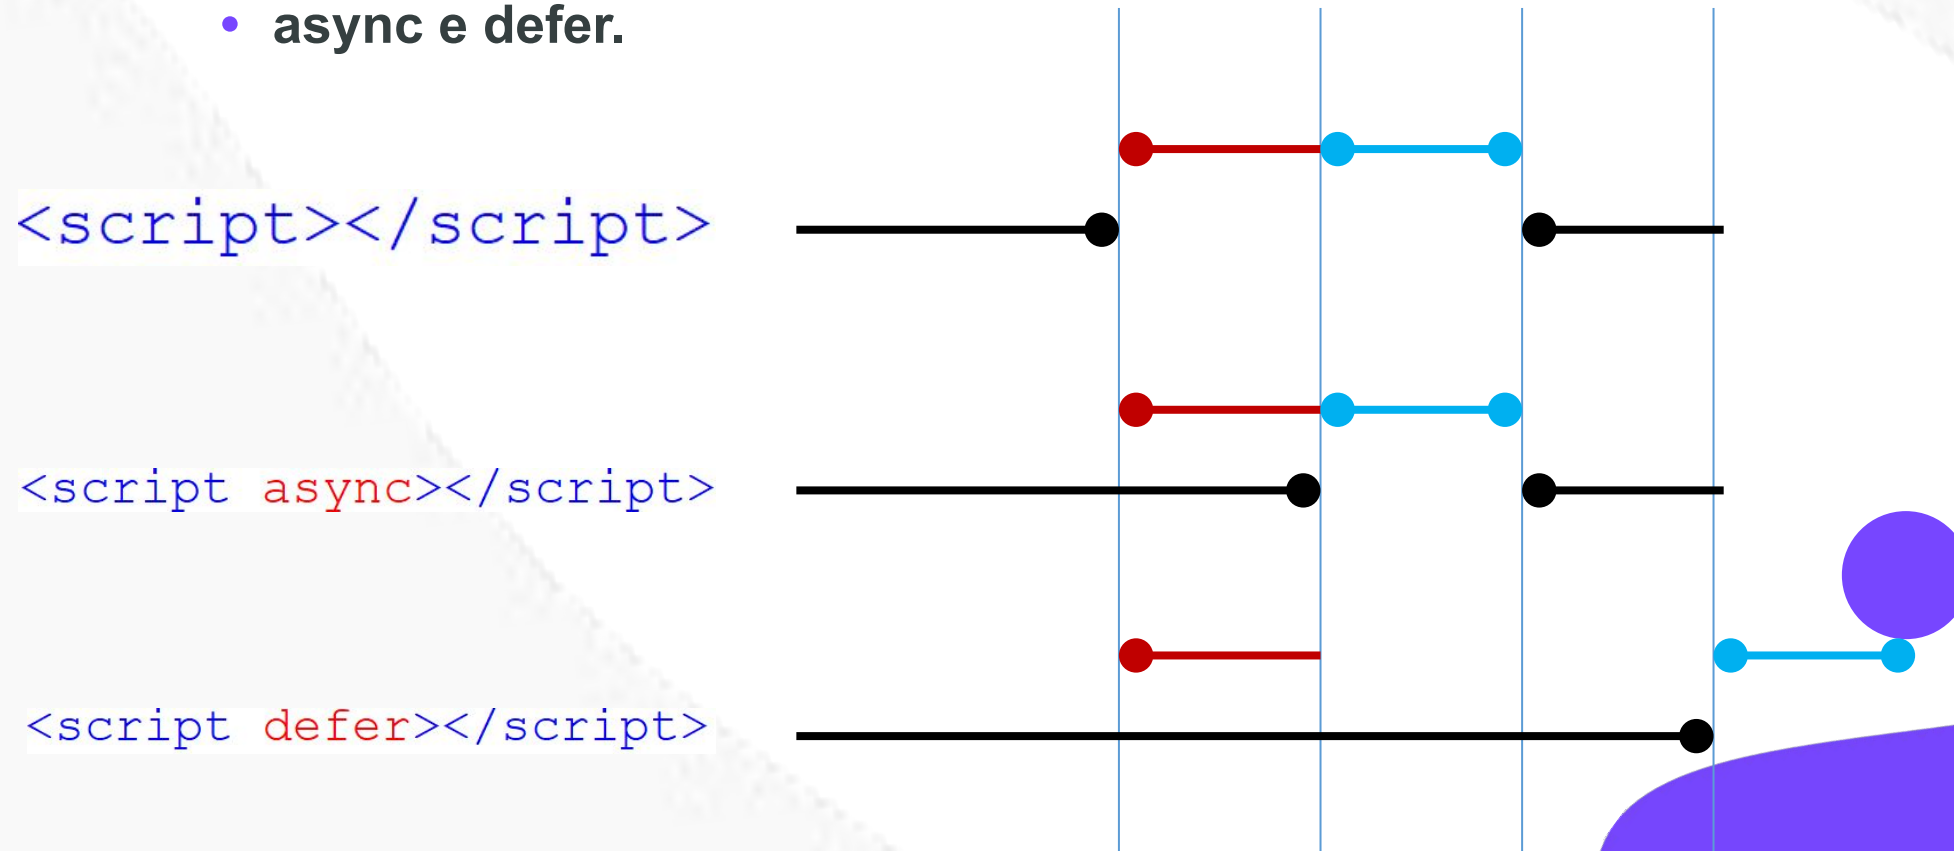 • async e defer.
<script></script>
<script async></script>
<script defer></script>